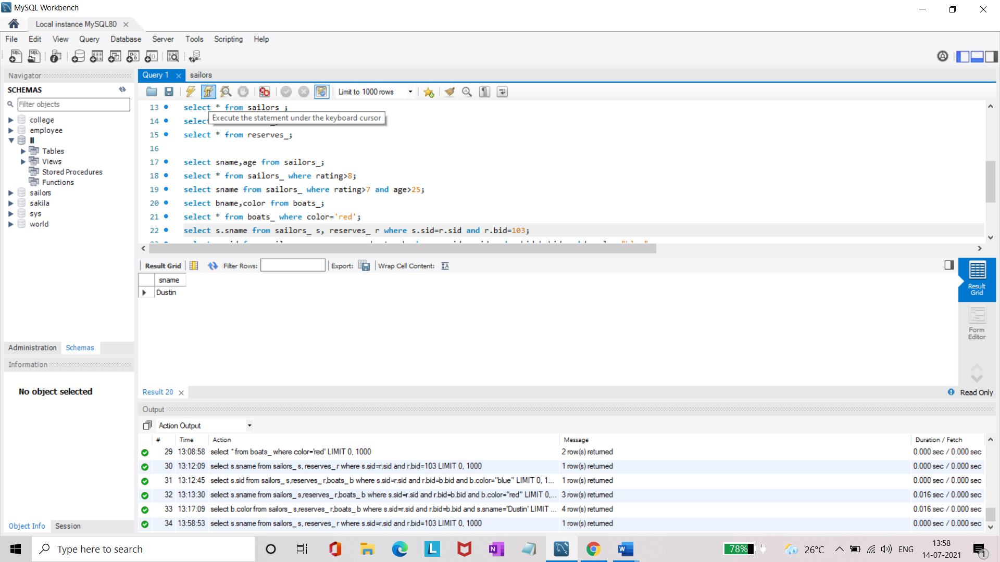 MySQL Workbench
Local instance MySQL80
File Edit View Query Database Server Tools Scripting Help
Navigator
SCHEMAS
Filter objects
college
employee
ll
Tables
Views
Stored Procedures
Functions
sailors
sakila
sys
world
Administration Schemas
Information
No object selected
Object Info Session
Query 1 sailors
Limit to 1000 rows
13 select * from sailors_;
Execute the statement under the keyboard cursor
14 select
15 select * from reserves_;
16
17 select sname,age from sailors_;
18 select * from sailors_ where rating>8;
19 select sname from sailors_ where rating>7 and age>25;
20 select bname,color from boats_;
21 select * from boats_ where color='red';
22 select s.sname from sailors_ s, reserves_ r where s.sid=r.sid and r.bid=103;
Result Grid Filter Rows: Export: Wrap Cell Content:
sname
Dustin
Result Grid
Form Editor
Result 20
Read Only
Output
Action Output
# Time Action Message Duration / Fetch
29 13:08:58 select * from boats_ where color='red' LIMIT 0, 1000 2 row(s) returned 0.000 sec / 0.000 sec
30 13:12:09 select s.sname from sailors_ s, reserves_ r where s.sid=r.sid and r.bid=103 LIMIT 0, 1000 1 row(s) returned 0.000 sec / 0.000 sec
31 13:12:45 select s.sid from sailors_ s,reserves_ r,boats_ b where s.sid=r.sid and r.bid=b.bid and b.color="blue" LIMIT 0, 1... 1 row(s) returned 0.000 sec / 0.000 sec
32 13:13:30 select s.sname from sailors_ s,reserves_ r,boats_ b where s.sid=r.sid and r.bid=b.bid and b.color="red" LIMIT 0,... 3 row(s) returned 0.016 sec / 0.000 sec
33 13:17:09 select b.color from sailors_ s,reserves_ r,boats_ b where s.sid=r.sid and r.bid=b.bid and s.sname='Dustin' LIMIT ... 4 row(s) returned 0.016 sec / 0.000 sec
34 13:58:53 select s.sname from sailors_ s, reserves_ r where s.sid=r.sid and r.bid=103 LIMIT 0, 1000 1 row(s) returned 0.000 sec / 0.000 sec
Type here to search
78% 26°C ENG
13:58
14-07-2021
1